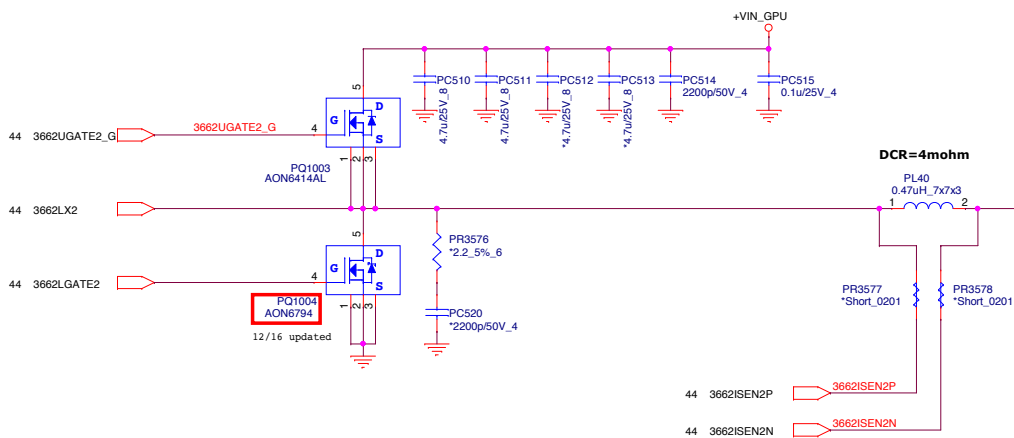 +VIN_GPU
5
PC510
4.7u/25V_8
PC511
4.7u/25V_8
PC512
*4.7u/25V_8
PC513
*4.7u/25V_8
PC514
2200p/50V_4
PC515
0.1u/25V_4
D
G
S
44 3662UGATE2_G
3662UGATE2_G
4
1
2
3
PQ1003
AON6414AL
DCR=4mohm
PL40
0.47uH_7x7x3
1
2
44 3662LX2
5
PR3576
*2.2_5%_6
D
G
S
44 3662LGATE2
4
1
2
3
PQ1004
AON6794
12/16 updated
PC520
*2200p/50V_4
PR3577
*Short_0201
PR3578
*Short_0201
44 3662ISEN2P
3662ISEN2P
44 3662ISEN2N
3662ISEN2N